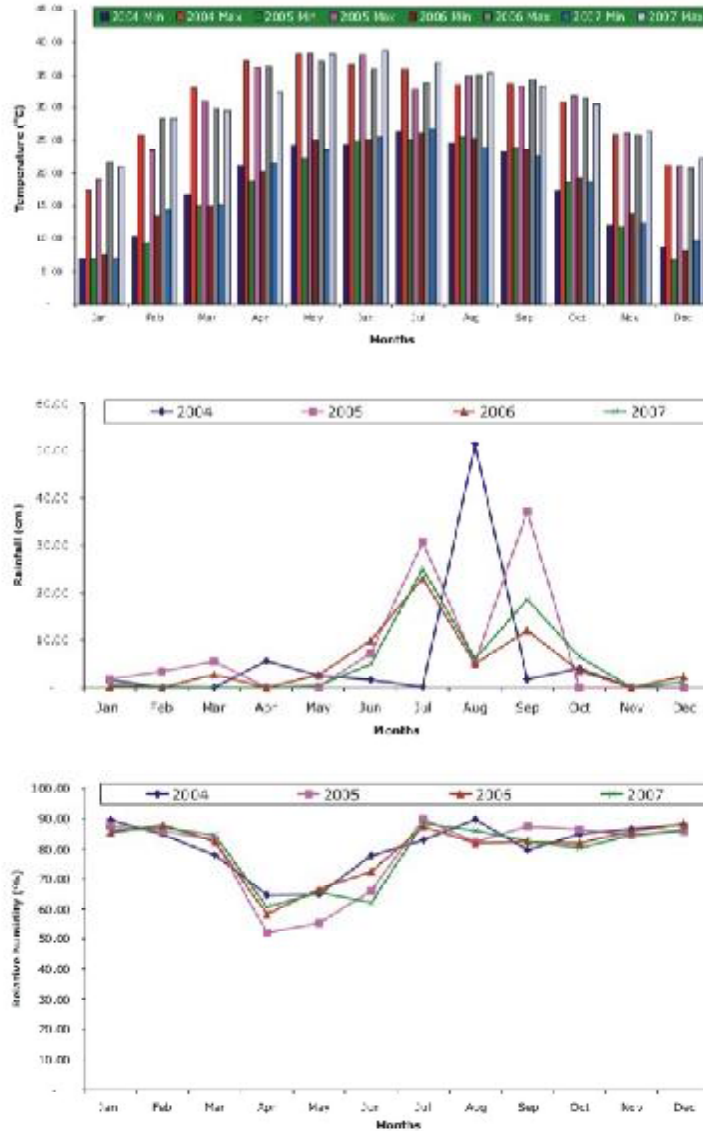 45.00
2004 Min 2004 Max 2005 Min 2005 Max 2006 Min 2006 Max 2007 Min 2007 Max
40.00
35.00
30.00
25.00
20.00
15.00
10.00
5.00
-
Temperature (°C)
Jan Feb Mar Apr May Jun Jul Aug Sep Oct Nov Dec
Months
60.00
2004 2005 2006 2007
50.00
40.00
30.00
20.00
10.00
-
Rainfall (cm)
Jan Feb Mar Apr May Jun Jul Aug Sep Oct Nov Dec
Months
100.00
2004 2005 2006 2007
90.00
80.00
70.00
60.00
50.00
40.00
30.00
20.00
10.00
-
Relative humidity (%)
Jan Feb Mar Apr May Jun Jul Aug Sep Oct Nov Dec
Months